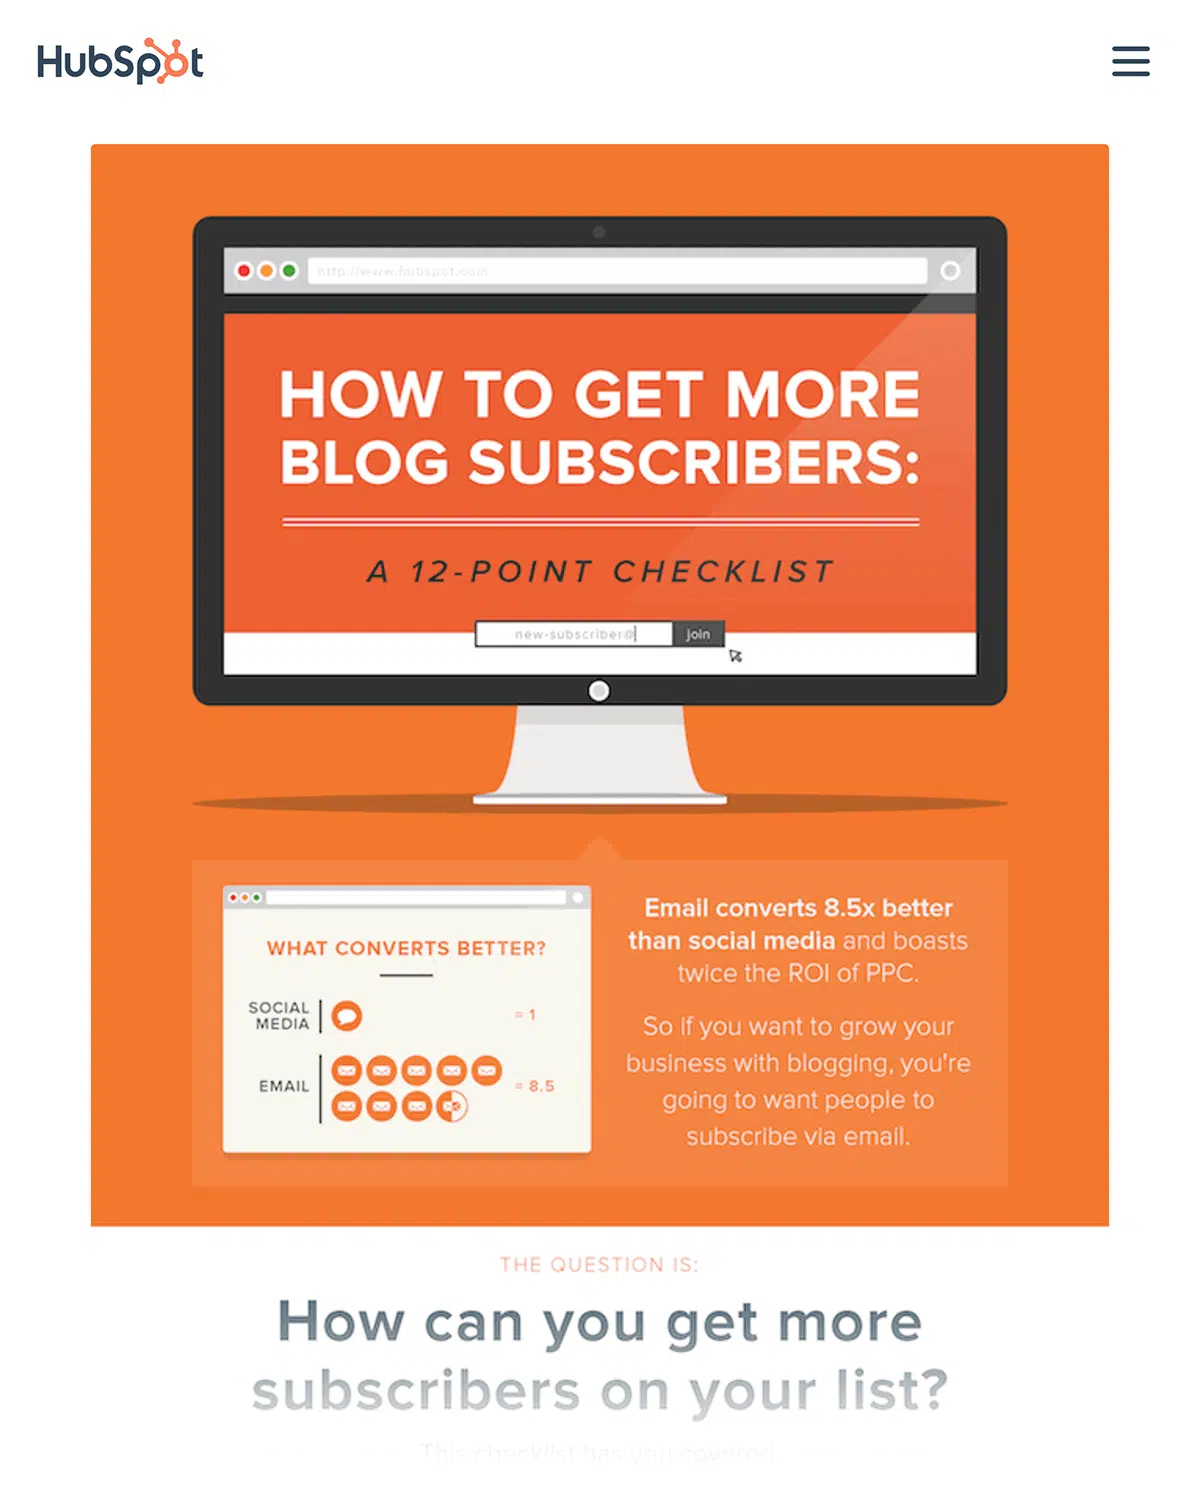 HubSpot
http://www.hubspot.com
HOW TO GET MORE
BLOG SUBSCRIBERS:
A 12-POINT CHECKLIST
new-subscriber@
join
WHAT CONVERTS BETTER?
SOCIAL
MEDIA
= 1
EMAIL
= 8.5
Email converts 8.5x better
than social media and boasts
twice the ROI of PPC.
So if you want to grow your
business with blogging, you're
going to want people to
subscribe via email.
THE QUESTION IS:
How can you get more
subscribers on your list?
This checklist has you covered